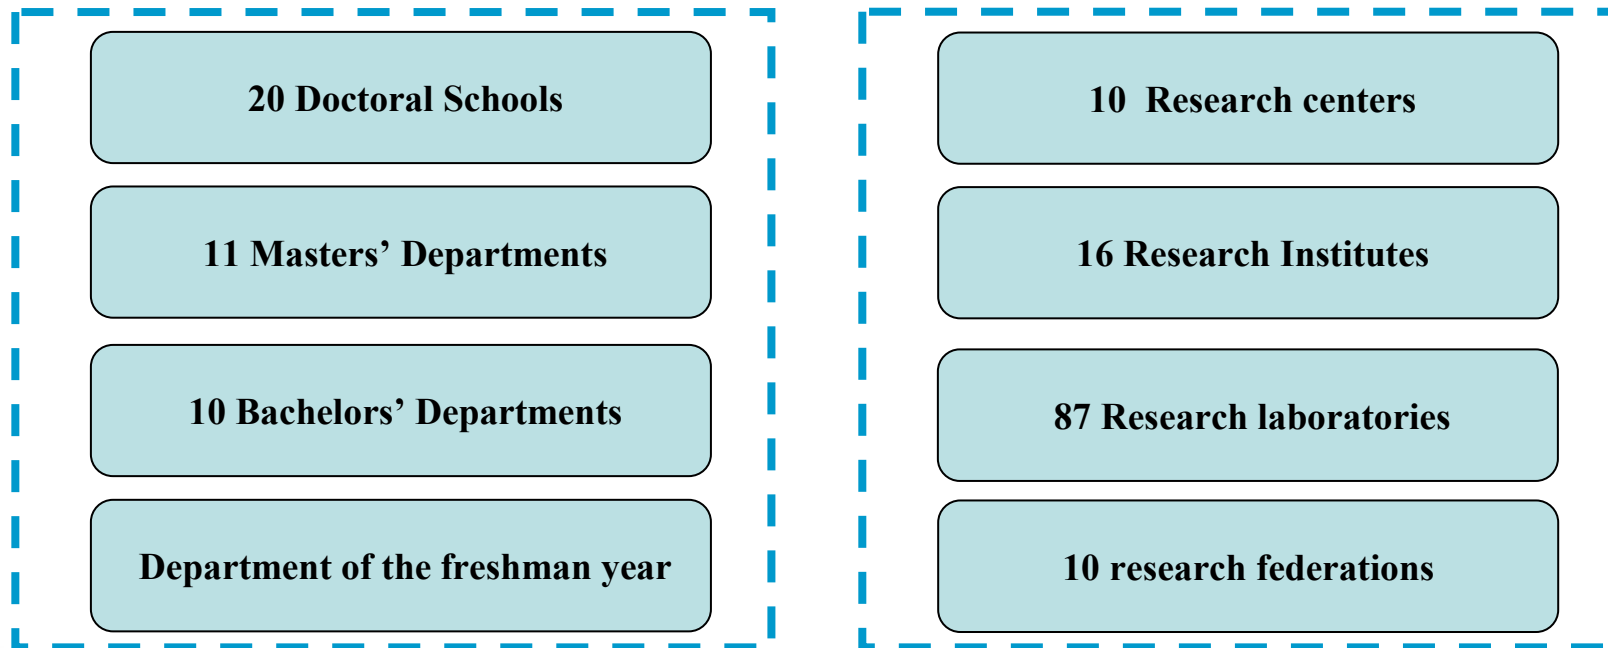 20 Doctoral Schools
11 Masters’ Departments
10 Bachelors’ Departments
Department of the freshman year
10  Research centers
16 Research Institutes
87 Research laboratories
10 research federations